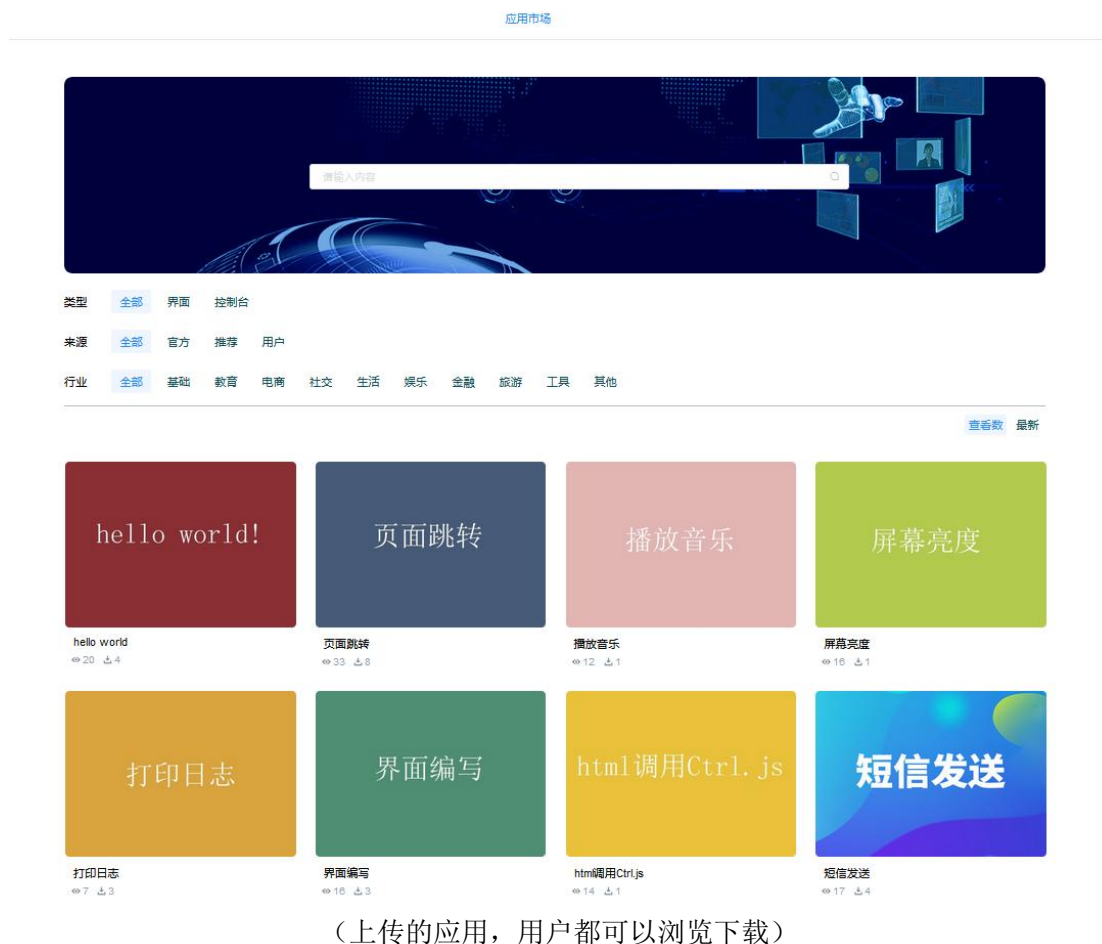 应用市场
请输入内容
类型 全部 界面 控制台
来源 全部 官方 推荐 用户
行业 全部 基础 教育 电商 社交 生活 娱乐 金融 旅游 工具 其他
查看数 最新
hello world! 页面跳转 播放音乐 屏幕亮度
hello world 页面跳转 播放音乐 屏幕亮度
20 4 33 8 12 1 16 1
打印日志 界面编写 html调用Ctrl.js 短信发送
打印日志 界面编写 html调用Ctrl.js 短信发送
7 3 16 3 14 1 17 4
（上传的应用，用户都可以浏览下载）